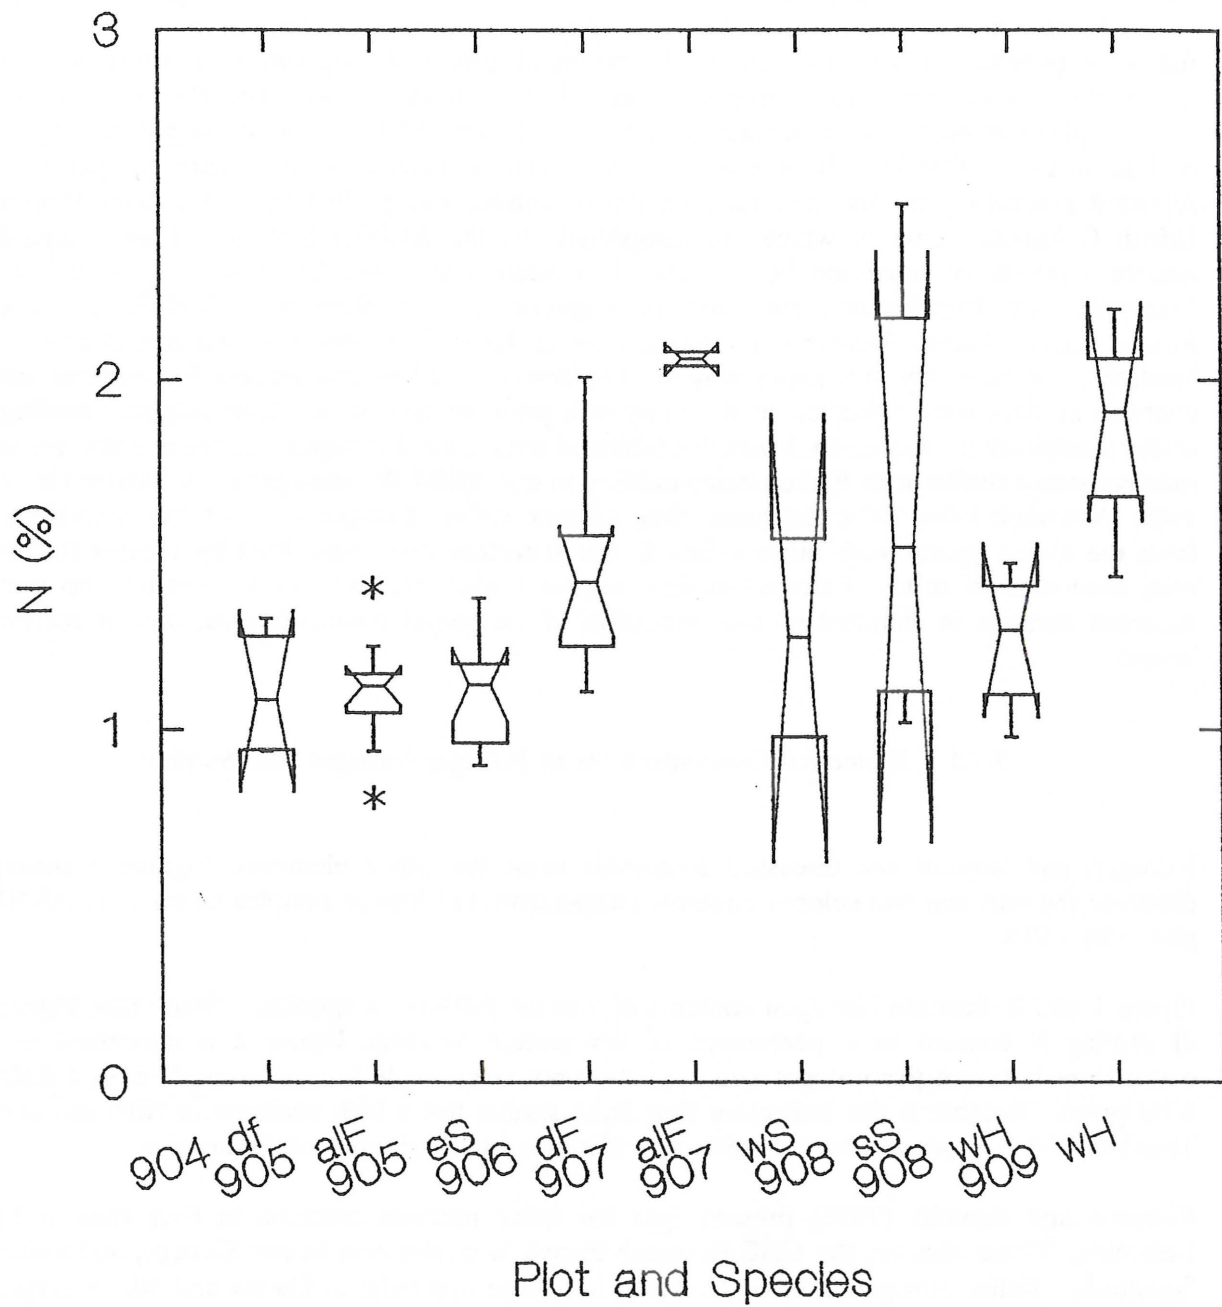 3
2
1
0
N (%)
904 df
905 alF
905 eS
906 dF
907 alF
907 wS
908 sS
908 wH
909 wH
Plot and Species